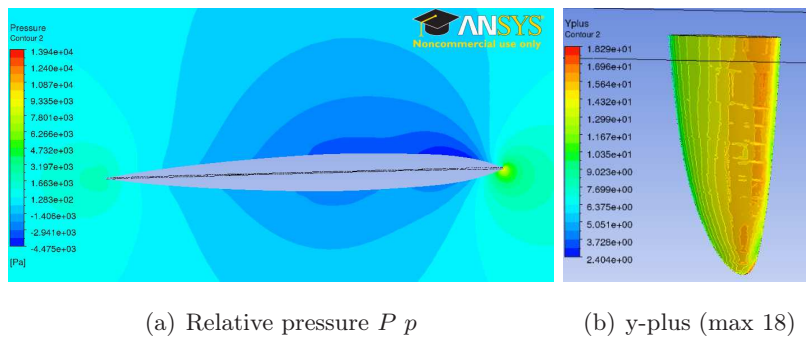 Pressure
Contour 2
1.394e+04
1.240e+04
1.087e+04
9.335e+03
7.801e+03
6.266e+03
4.732e+03
3.197e+03
1.663e+03
1.283e+02
-1.406e+03
-2.941e+03
-4.475e+03
[Pa]
ANSYS
Noncommercial use only
Yplus
Contour 2
1.829e+01
1.696e+01
1.564e+01
1.432e+01
1.299e+01
1.167e+01
1.034e+01
9.023e+00
7.699e+00
6.375e+00
5.052e+00
3.728e+00
2.404e+00
(a) Relative pressure P p
(b) y-plus (max 18)